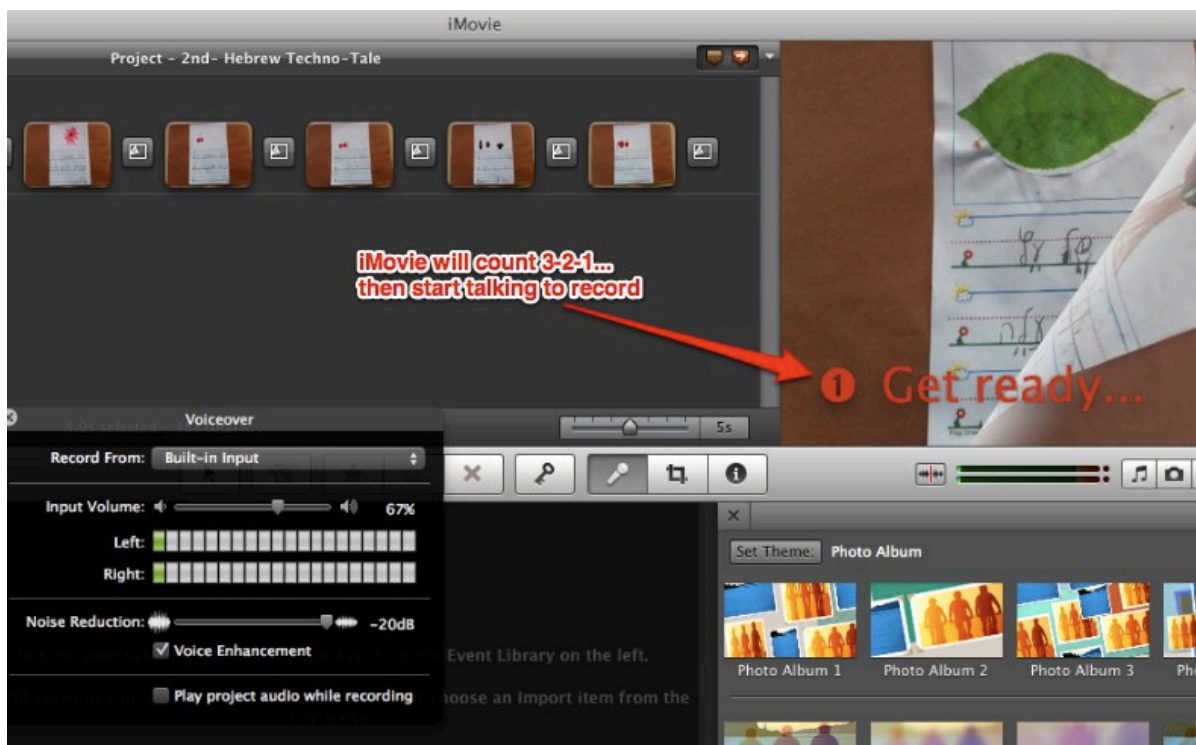 iMovie
Project - 2nd- Hebrew Techno-Tale
iMovie will count 3-2-1...
then start talking to record
1 Get ready...
Voiceover
5s
Record From: Built-in Input
Input Volume: 67%
Left:
Right:
Noise Reduction: -20dB
Voice Enhancement
Play project audio while recording
Event Library on the left.
choose an Import item from the
Set Theme: Photo Album
Photo Album 1
Photo Album 2
Photo Album 3